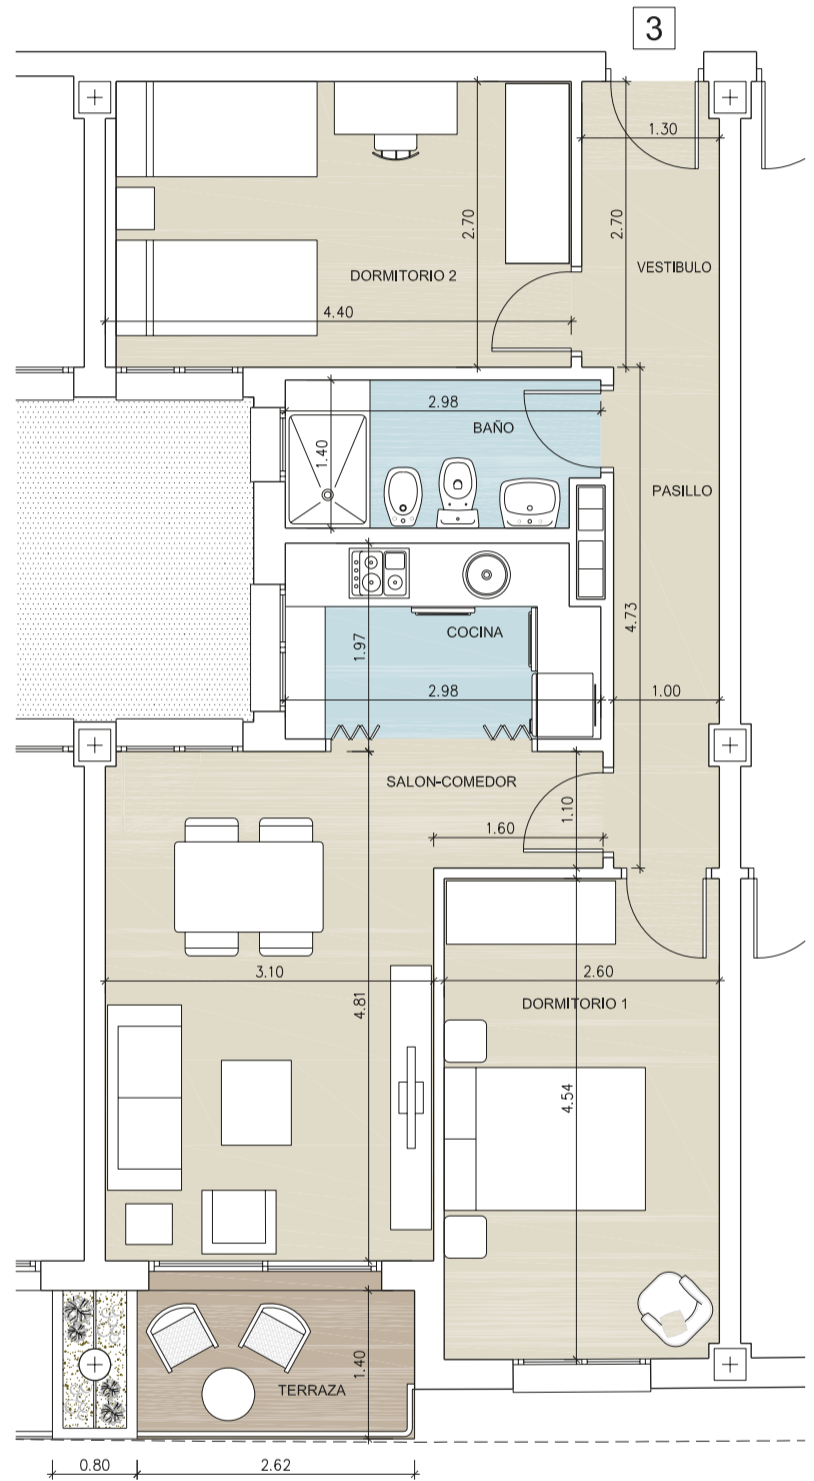 3
1.30
2.70
2.70
VESTIBULO
DORMITORIO 2
4.40
2.98
BAÑO
1.40
PASILLO
COCINA
4.73
1.97
2.98
1.00
SALON-COMEDOR
1.10
1.60
3.10
2.60
4.81
DORMITORIO 1
4.54
1.40
TERRAZA
0.80
2.62